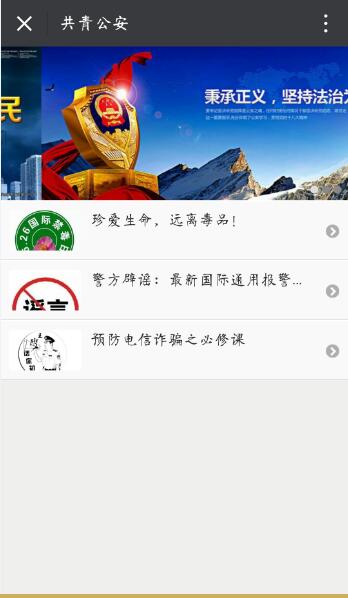 共青公安
民
秉承正义，坚持法治为
珍爱生命，远离毒品！
6.26国际禁毒日
警方辟谣：最新国际通用报警...
谣言
预防电信诈骗之必修课